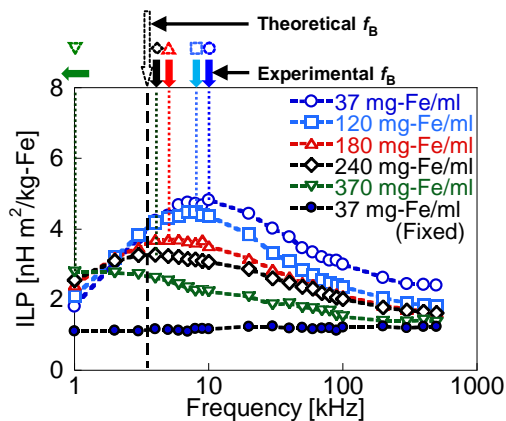 Theoretical fB
Experimental fB
8
6
4
2
0
ILP [nH m²/kg-Fe]
37 mg-Fe/ml
120 mg-Fe/ml
180 mg-Fe/ml
240 mg-Fe/ml
370 mg-Fe/ml
37 mg-Fe/ml
(Fixed)
1 10 100 1000
Frequency [kHz]